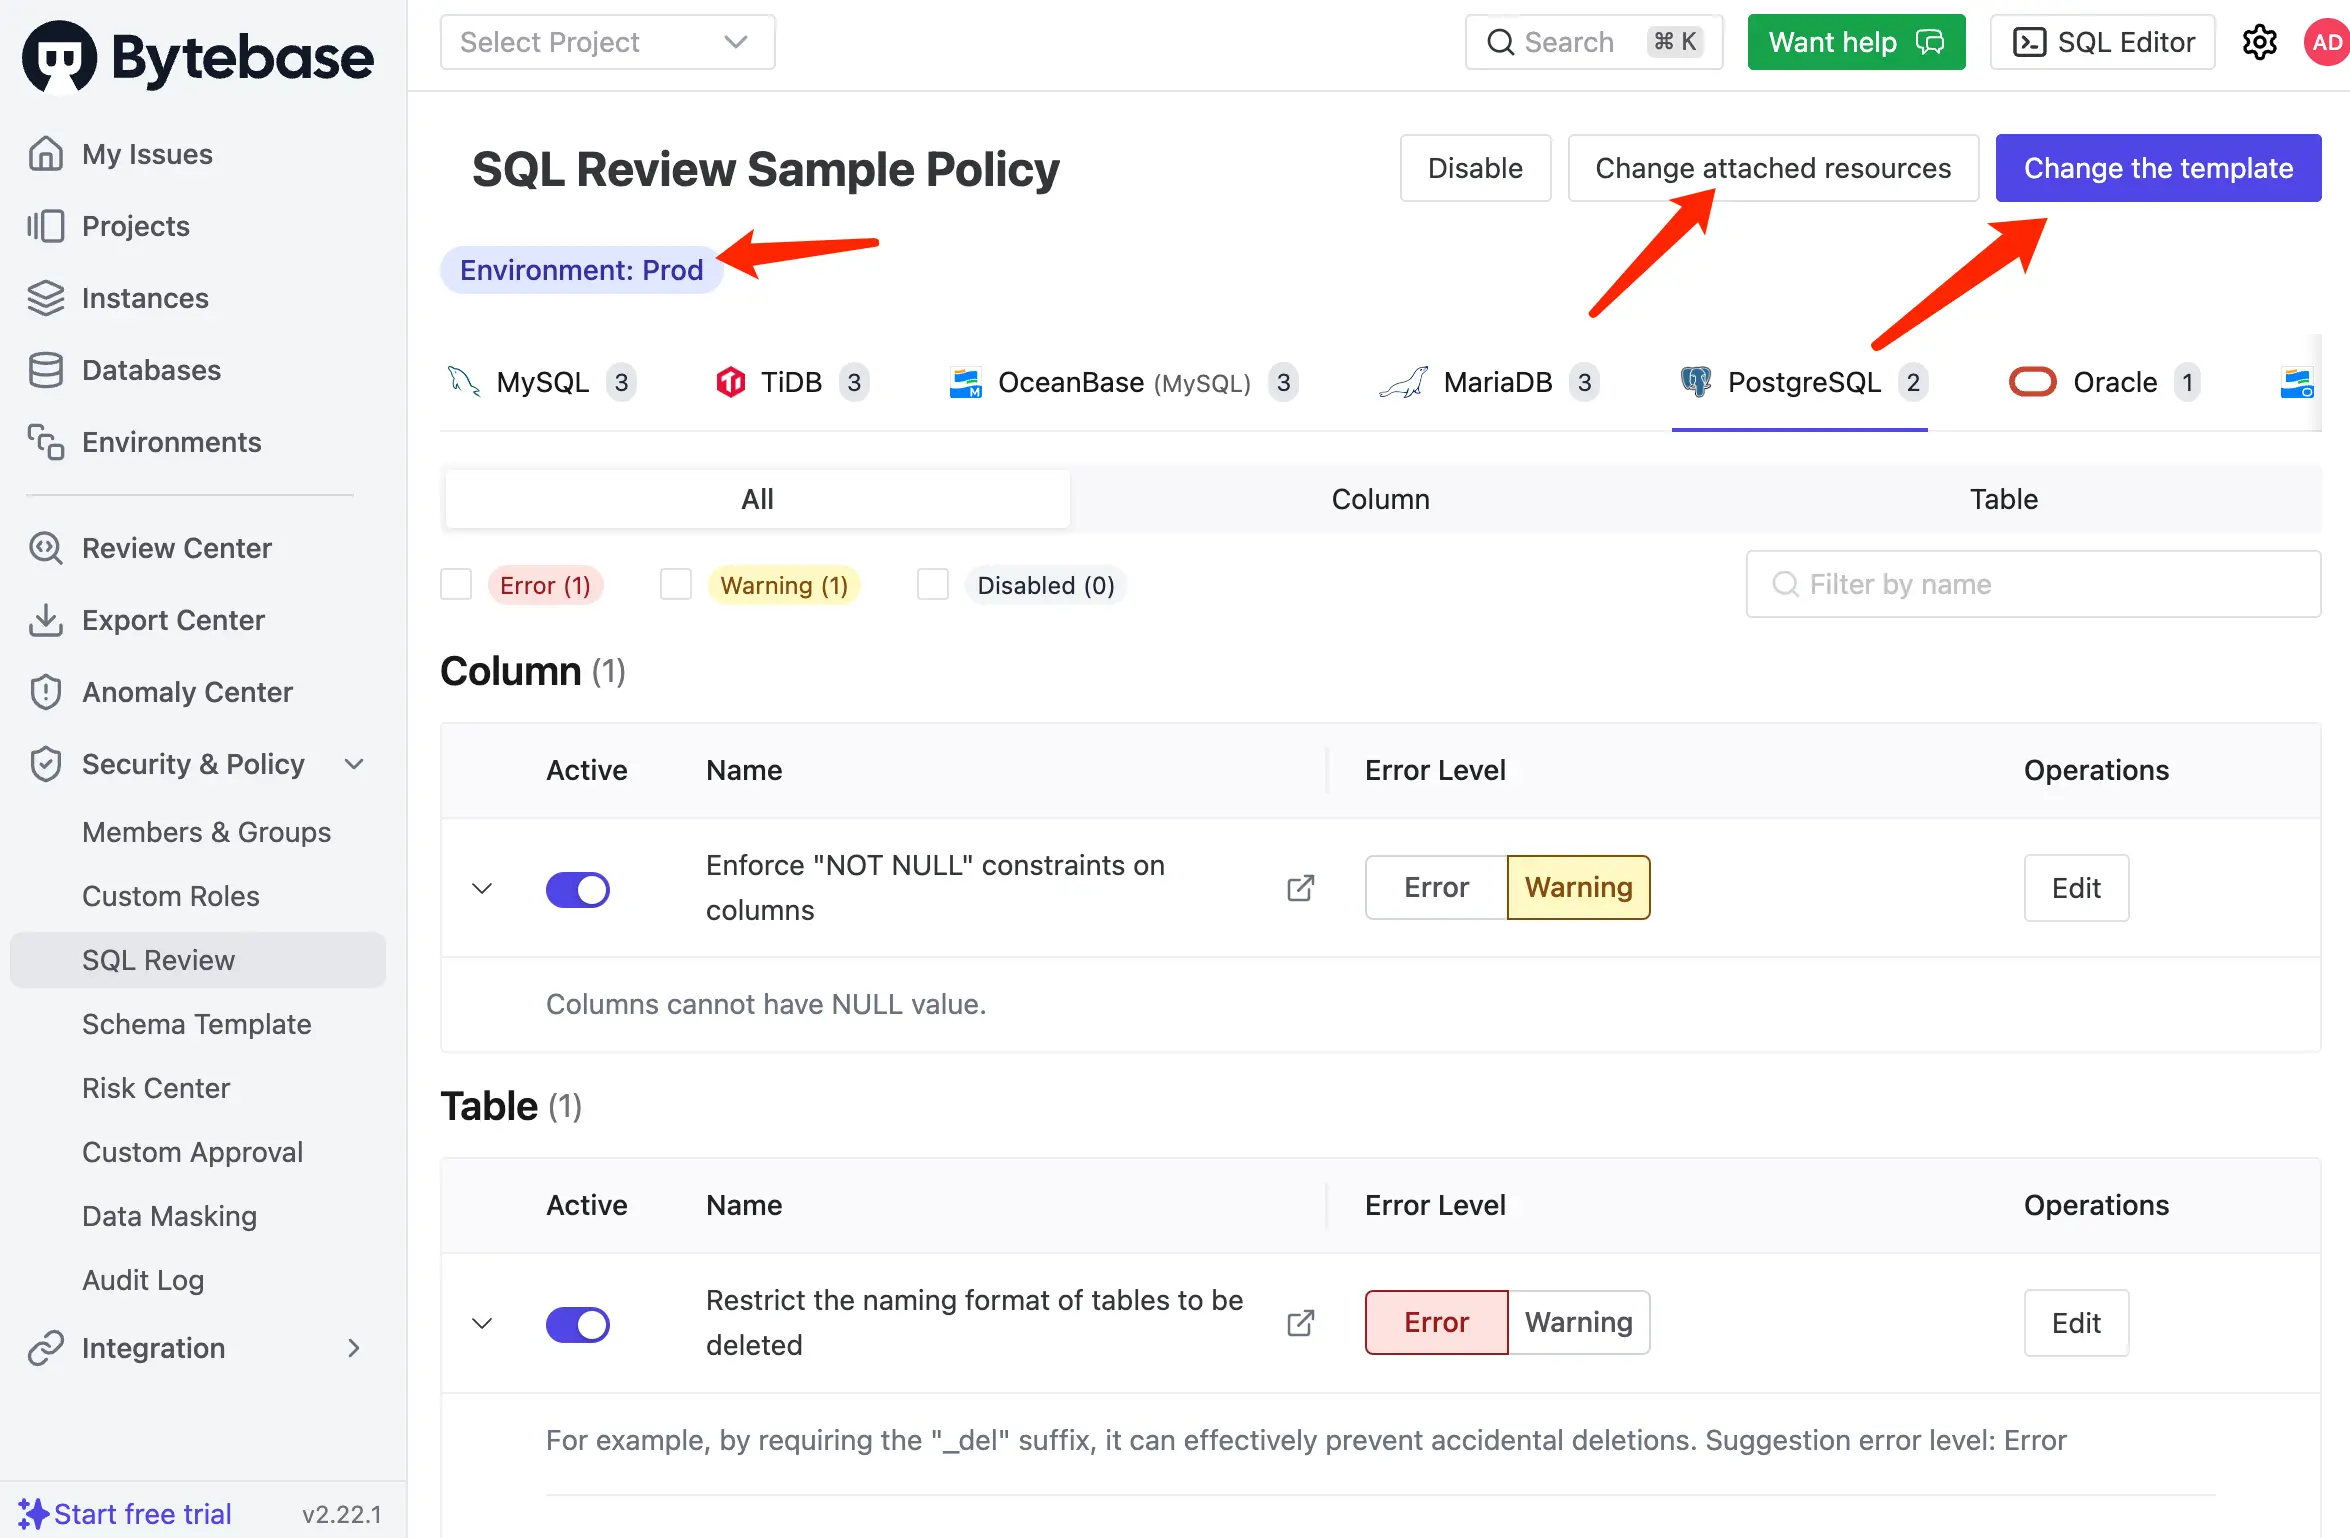 Bytebase
Select Project
Search
⌘ K
Want help
SQL Editor
AD
My Issues
Projects
Instances
Databases
Environments
Review Center
Export Center
Anomaly Center
Security & Policy
Members & Groups
Custom Roles
SQL Review
Schema Template
Risk Center
Custom Approval
Data Masking
Audit Log
Integration
Start free trial
v2.22.1
SQL Review Sample Policy
Disable
Change attached resources
Change the template
Environment: Prod
MySQL 3
TiDB 3
OceanBase (MySQL) 3
MariaDB 3
PostgreSQL 2
Oracle 1
All
Column
Table
Error (1)
Warning (1)
Disabled (0)
Filter by name
Column (1)
Active
Name
Error Level
Operations
Enforce "NOT NULL" constraints on
columns
Error
Warning
Edit
Columns cannot have NULL value.
Table (1)
Active
Name
Error Level
Operations
Restrict the naming format of tables to be
deleted
Error
Warning
Edit
For example, by requiring the "_del" suffix, it can effectively prevent accidental deletions. Suggestion error level: Error